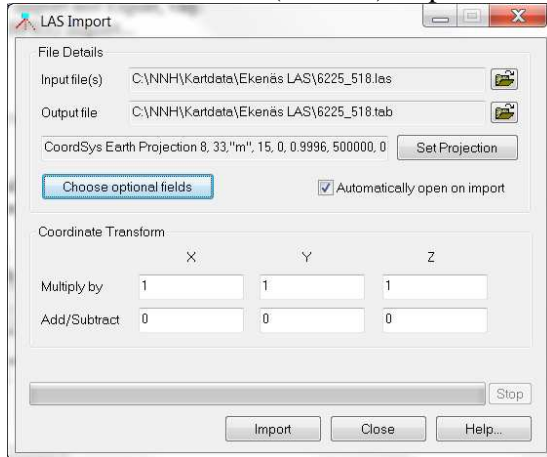 LAS Import
File Details
Input file(s) C:\NNH\Kartdata\Ekenäs LAS\6225_518.las
Output file C:\NNH\Kartdata\Ekenäs LAS\6225_518.tab
CoordSys Earth Projection 8, 33,"m", 15, 0, 0.9996, 500000, 0 Set Projection
Choose optional fields Automatically open on import
Coordinate Transform
X Y Z
Multiply by 1 1 1
Add/Subtract 0 0 0
Stop
Import Close Help...